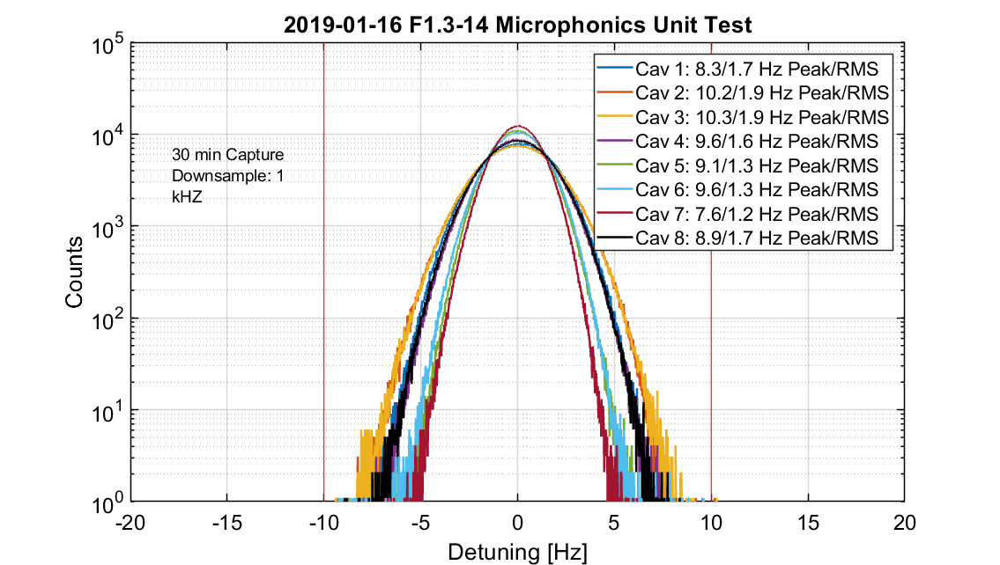 2019-01-16 F1.3-14 Microphonics Unit Test
10^5
10^4
10^3
10^2
10^1
10^0
Counts
30 min Capture
Downsample: 1
kHZ
Cav 1: 8.3/1.7 Hz Peak/RMS
Cav 2: 10.2/1.9 Hz Peak/RMS
Cav 3: 10.3/1.9 Hz Peak/RMS
Cav 4: 9.6/1.6 Hz Peak/RMS
Cav 5: 9.1/1.3 Hz Peak/RMS
Cav 6: 9.6/1.3 Hz Peak/RMS
Cav 7: 7.6/1.2 Hz Peak/RMS
Cav 8: 8.9/1.7 Hz Peak/RMS
-20 -15 -10 -5 0 5 10 15 20
Detuning [Hz]